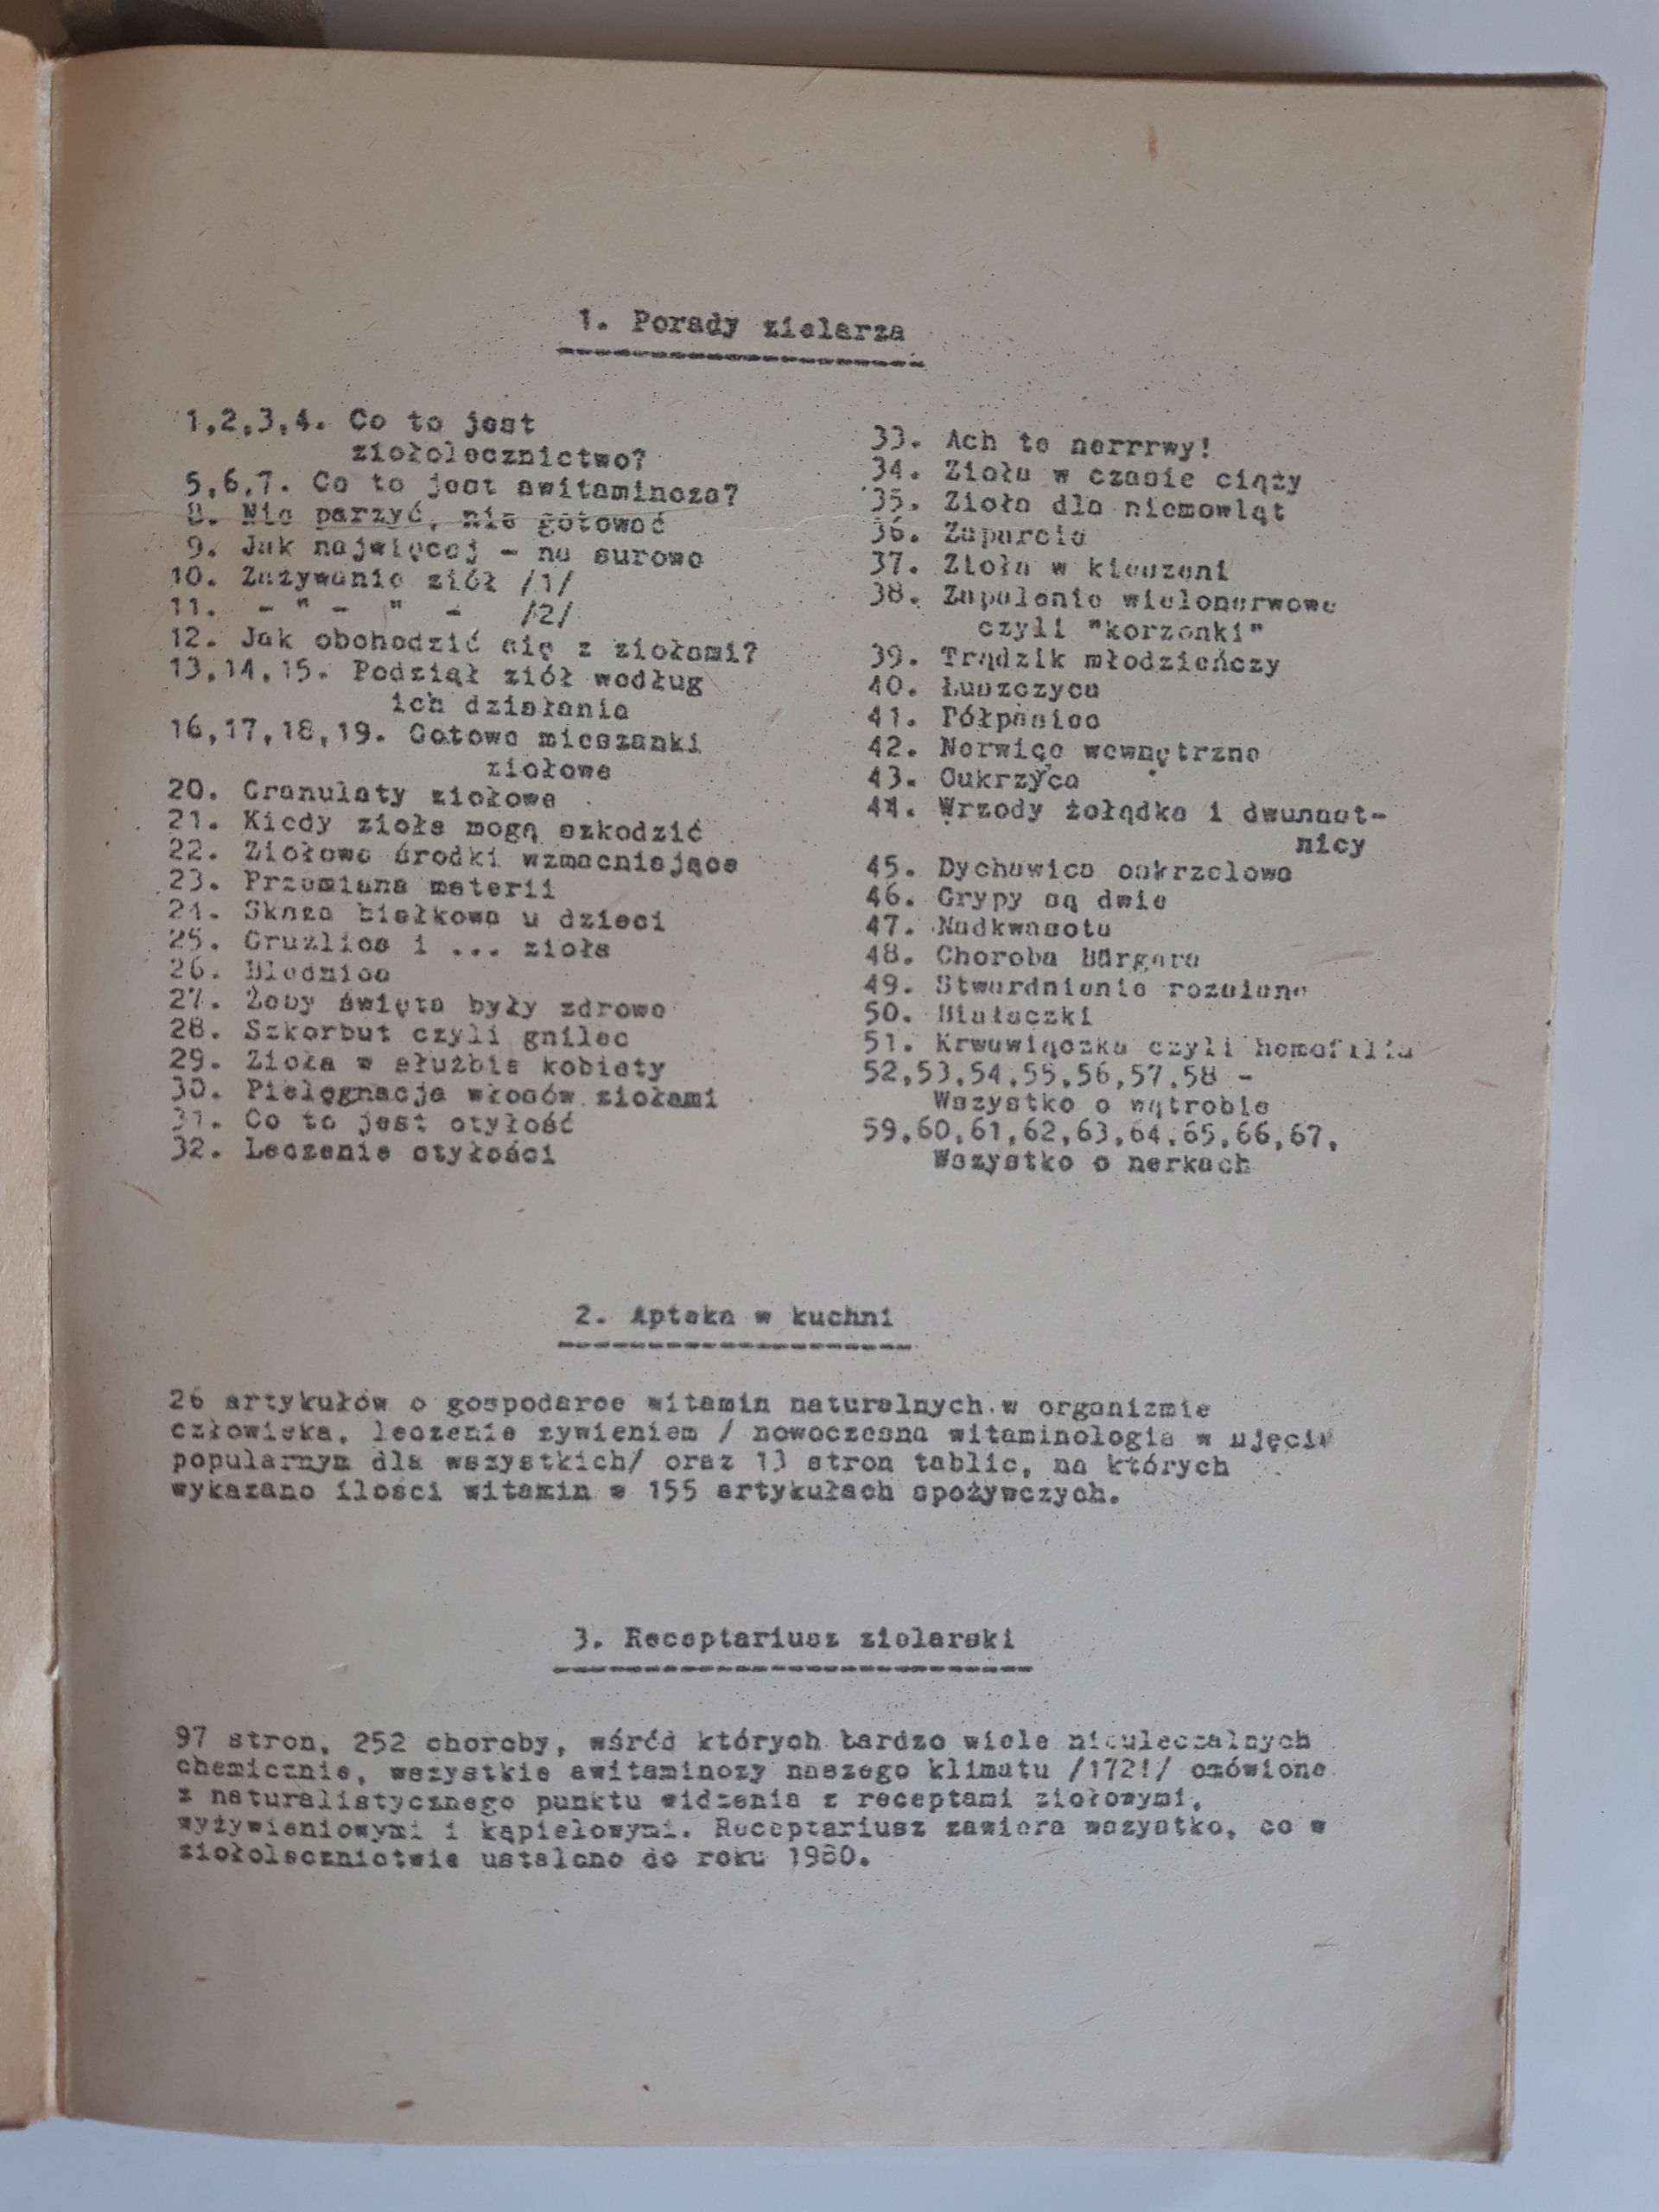 1. Porady zielarza
1,2,3,4. Co to jest
ziołolecznictwo?
5,6,7. Co to jest awitaminoza?
8. Nie parzyć, nie gotować
9. Jak najwięcej - na surowo
10. Zażywanie ziół /1/
11. - " - " - /2/
12. Jak obchodzić się z ziołami?
13,14,15. Podział ziół według
ich działania
16,17,18,19. Gotowe mieszanki
ziołowe
20. Granulaty ziołowe
21. Kiedy zioła mogą szkodzić
22. Ziołowe środki wzmacniające
23. Przemiana materii
24. Skaza białkowa u dzieci
25. Gruźlica i ... zioła
26. Blednica
27. Żeby święta były zdrowe
28. Szkorbut czyli gnilec
29. Zioła w służbie kobiety
30. Pielęgnacja włosów ziołami
31. Co to jest otyłość
32. Leczenie otyłości
33. Ach te nerrrwy!
34. Zioła w czasie ciąży
35. Zioła dla niemowląt
36. Zaparcia
37. Zioła w kieszeni
38. Zapalenie wielonerwowe
czyli "korzonki"
39. Trądzik młodzieńczy
40. Łuszczyca
41. Półpasiec
42. Nerwice wewnętrzne
43. Cukrzyca
44. Wrzody żołądka i dwunast-
nicy
45. Dychawica oskrzelowa
46. Grypy są dwie
47. Nadkwasota
48. Choroba Bürgera
49. Stwardnienie rozsiane
50. Białaczki
51. Krwawiączka czyli hemofilia
52,53,54,55,56,57,58 -
Wszystko o wątrobie
59,60,61,62,63,64,65,66,67,
Wszystko o nerkach
2. Apteka w kuchni
26 artykułów o gospodarce witamin naturalnych w organizmie
człowieka, leczenie żywieniem / nowoczesna witaminologia w ujęciu
popularnym dla wszystkich/ oraz 13 stron tablic, na których
wykazano ilości witamin w 155 artykułach spożywczych.
3. Receptariusz zielarski
97 stron, 252 choroby, wśród których bardzo wiele nieuleczalnych
chemicznie, wszystkie awitaminozy naszego klimatu /172!/ omówione
z naturalistycznego punktu widzenia z receptami ziołowymi,
wyżywieniowymi i kąpielowymi. Receptariusz zawiera wszystko, co w
ziołolecznictwie ustalono do roku 1980.